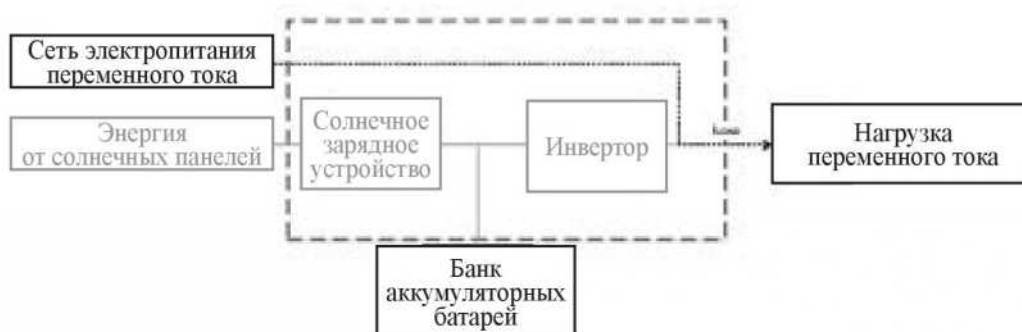 Сеть электропитания
переменного тока
Энергия
от солнечных панелей
Солнечное
зарядное
устройство
Инвертор
Нагрузка
переменного тока
Банк
аккумуляторных
батарей